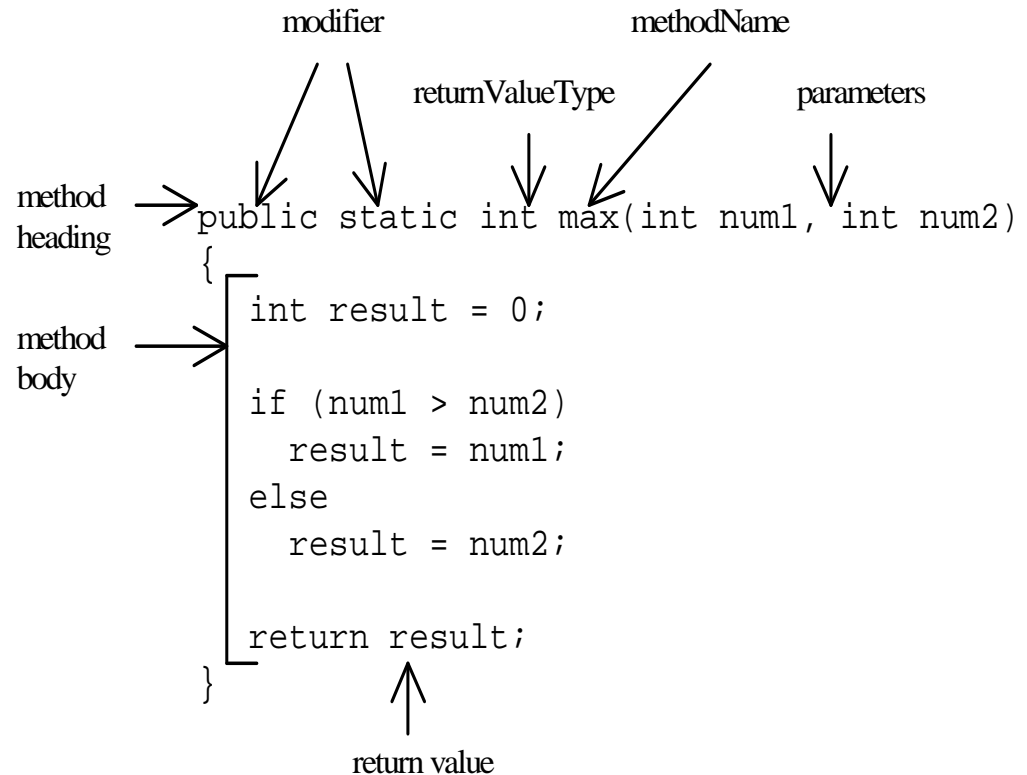 modifier methodName
returnValueType parameters
method
heading
public static int max(int num1, int num2)
{
int result = 0;
method
body
if (num1 > num2)
result = num1;
else
result = num2;
return result;
}
return value